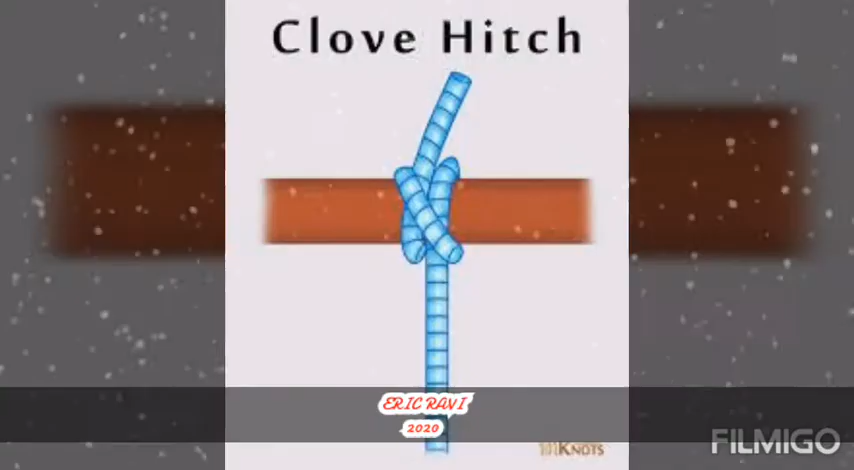 Clove Hitch
ERIC RAVI
2020
101KNOTS
FILMIGO